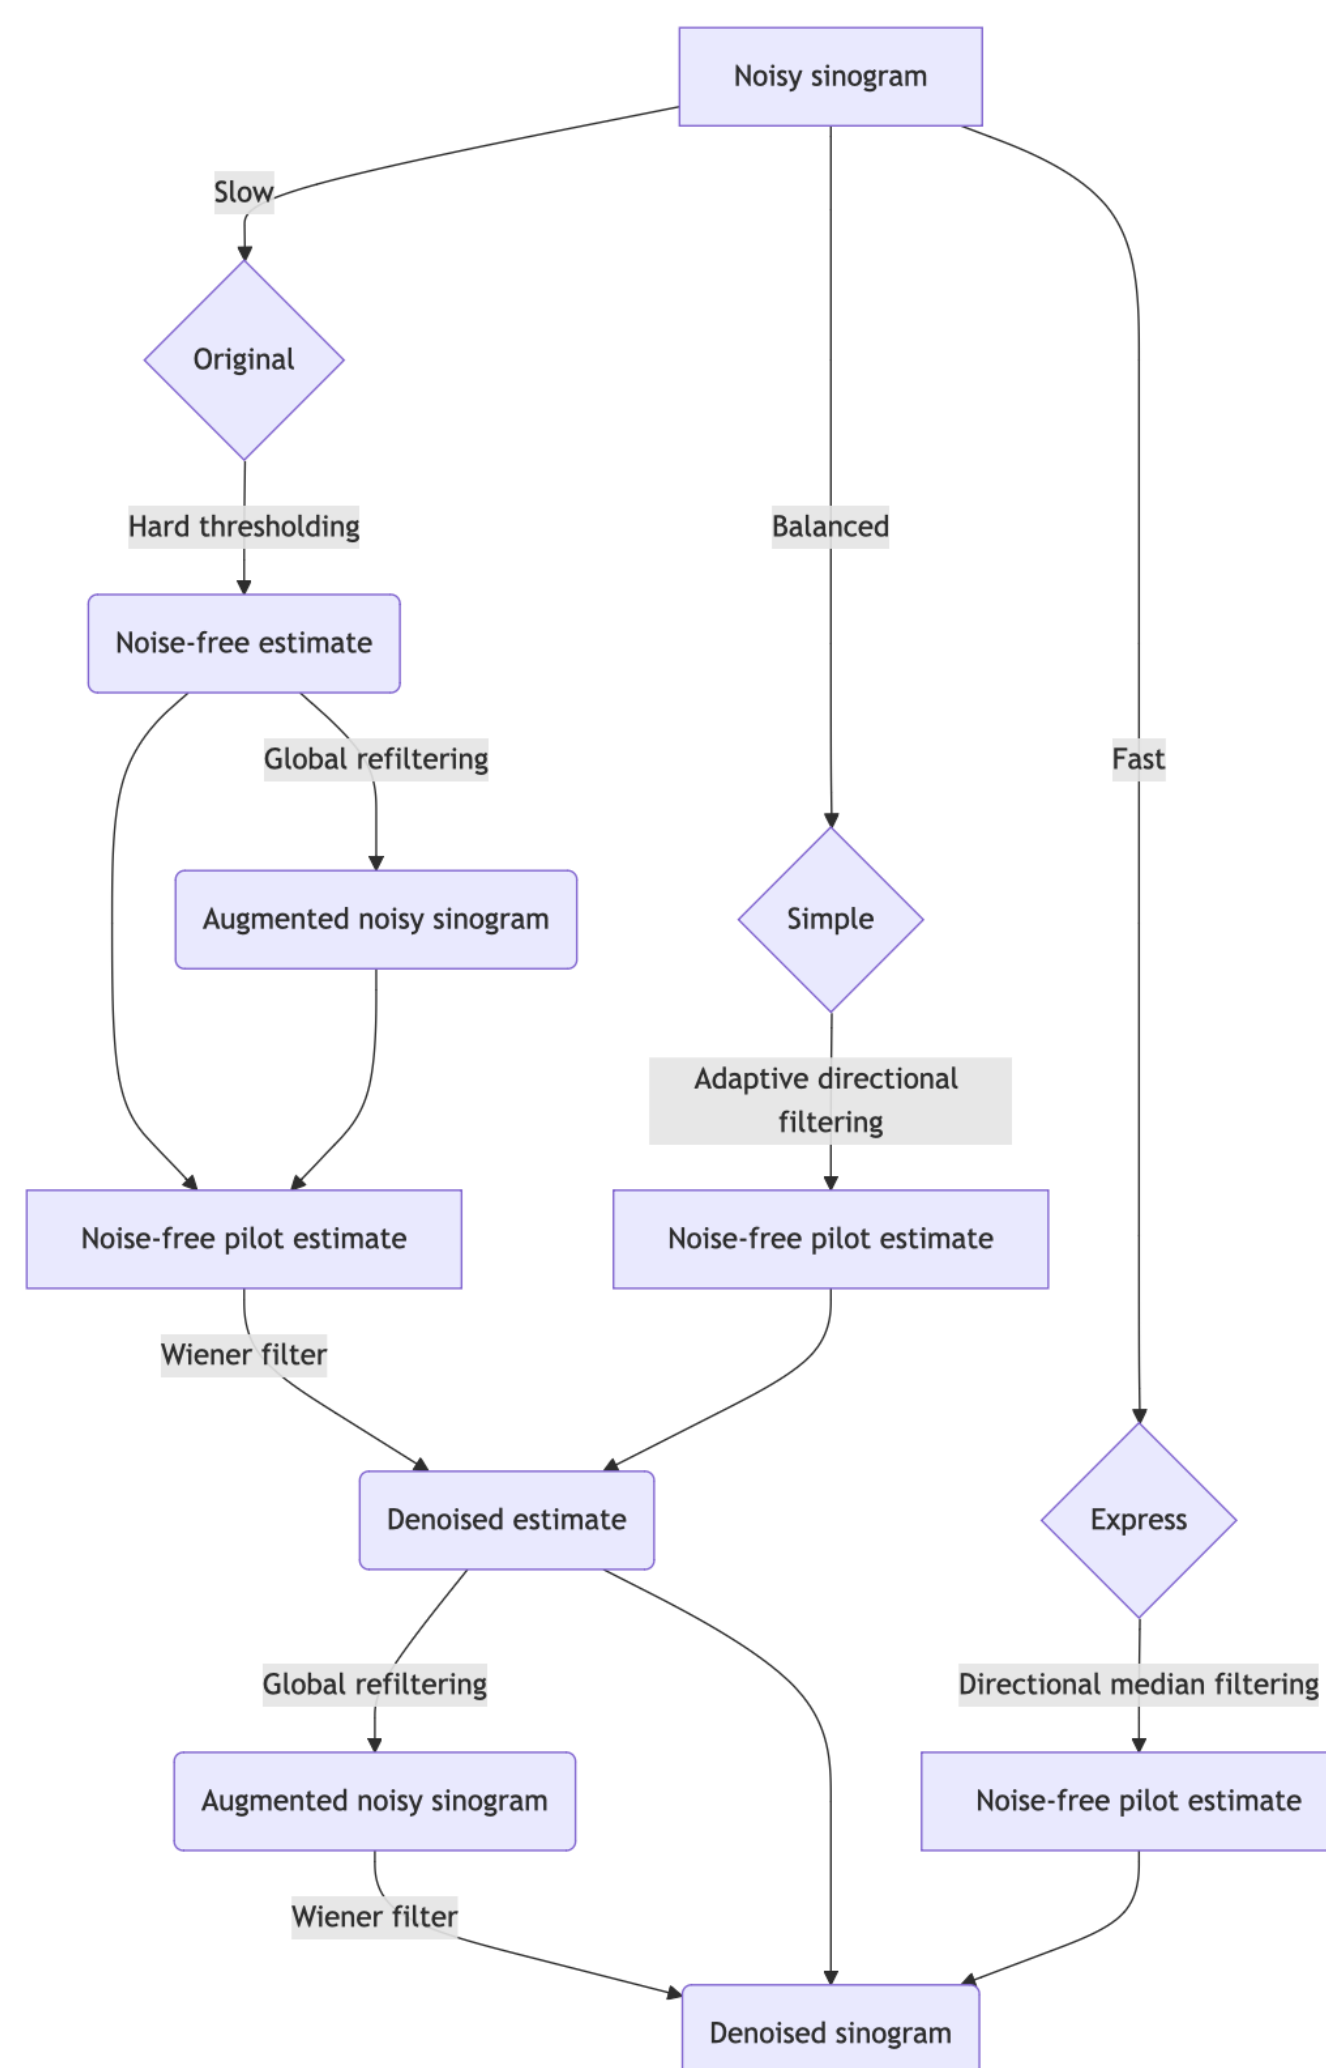 Noisy sinogram
Slow
Original
Hard thresholding
Balanced
Noise-free estimate
Global refiltering
Fast
Augmented noisy sinogram
Simple
Adaptive directional
filtering
Noise-free pilot estimate
Noise-free pilot estimate
Wiener filter
Denoised estimate
Express
Global refiltering
Directional median filtering
Augmented noisy sinogram
Noise-free pilot estimate
Wiener filter
Denoised sinogram